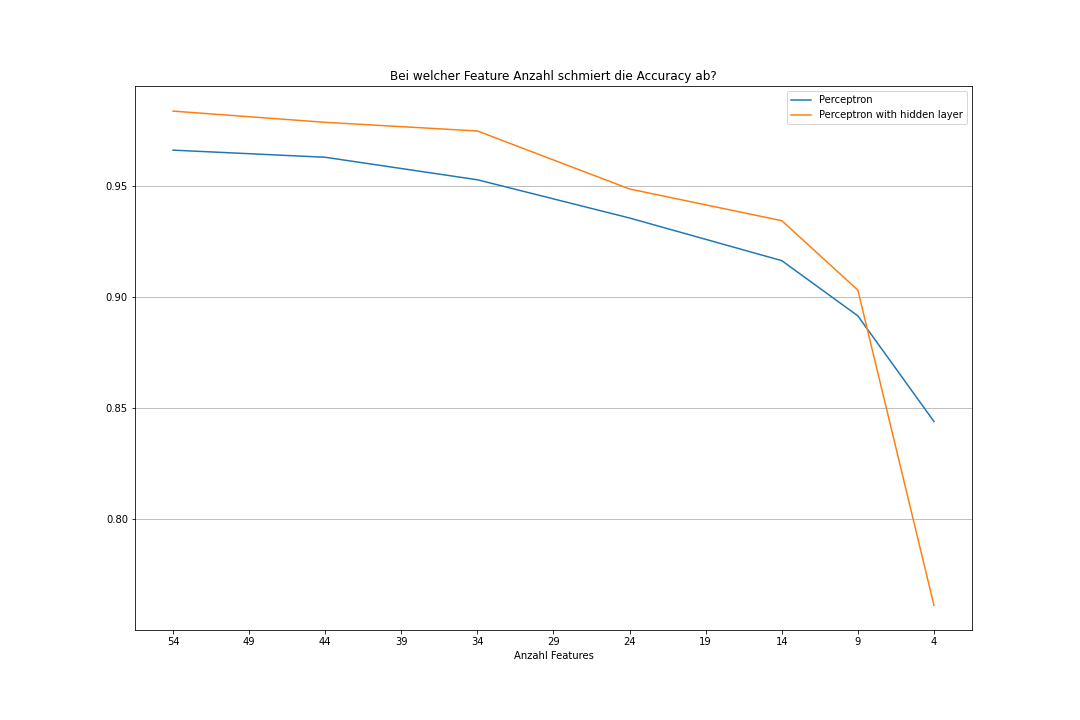 Bei welcher Feature Anzahl schmiert die Accuracy ab?
Perceptron
Perceptron with hidden layer
0.95
0.90
0.85
0.80
54 49 44 39 34 29 24 19 14 9 4
Anzahl Features